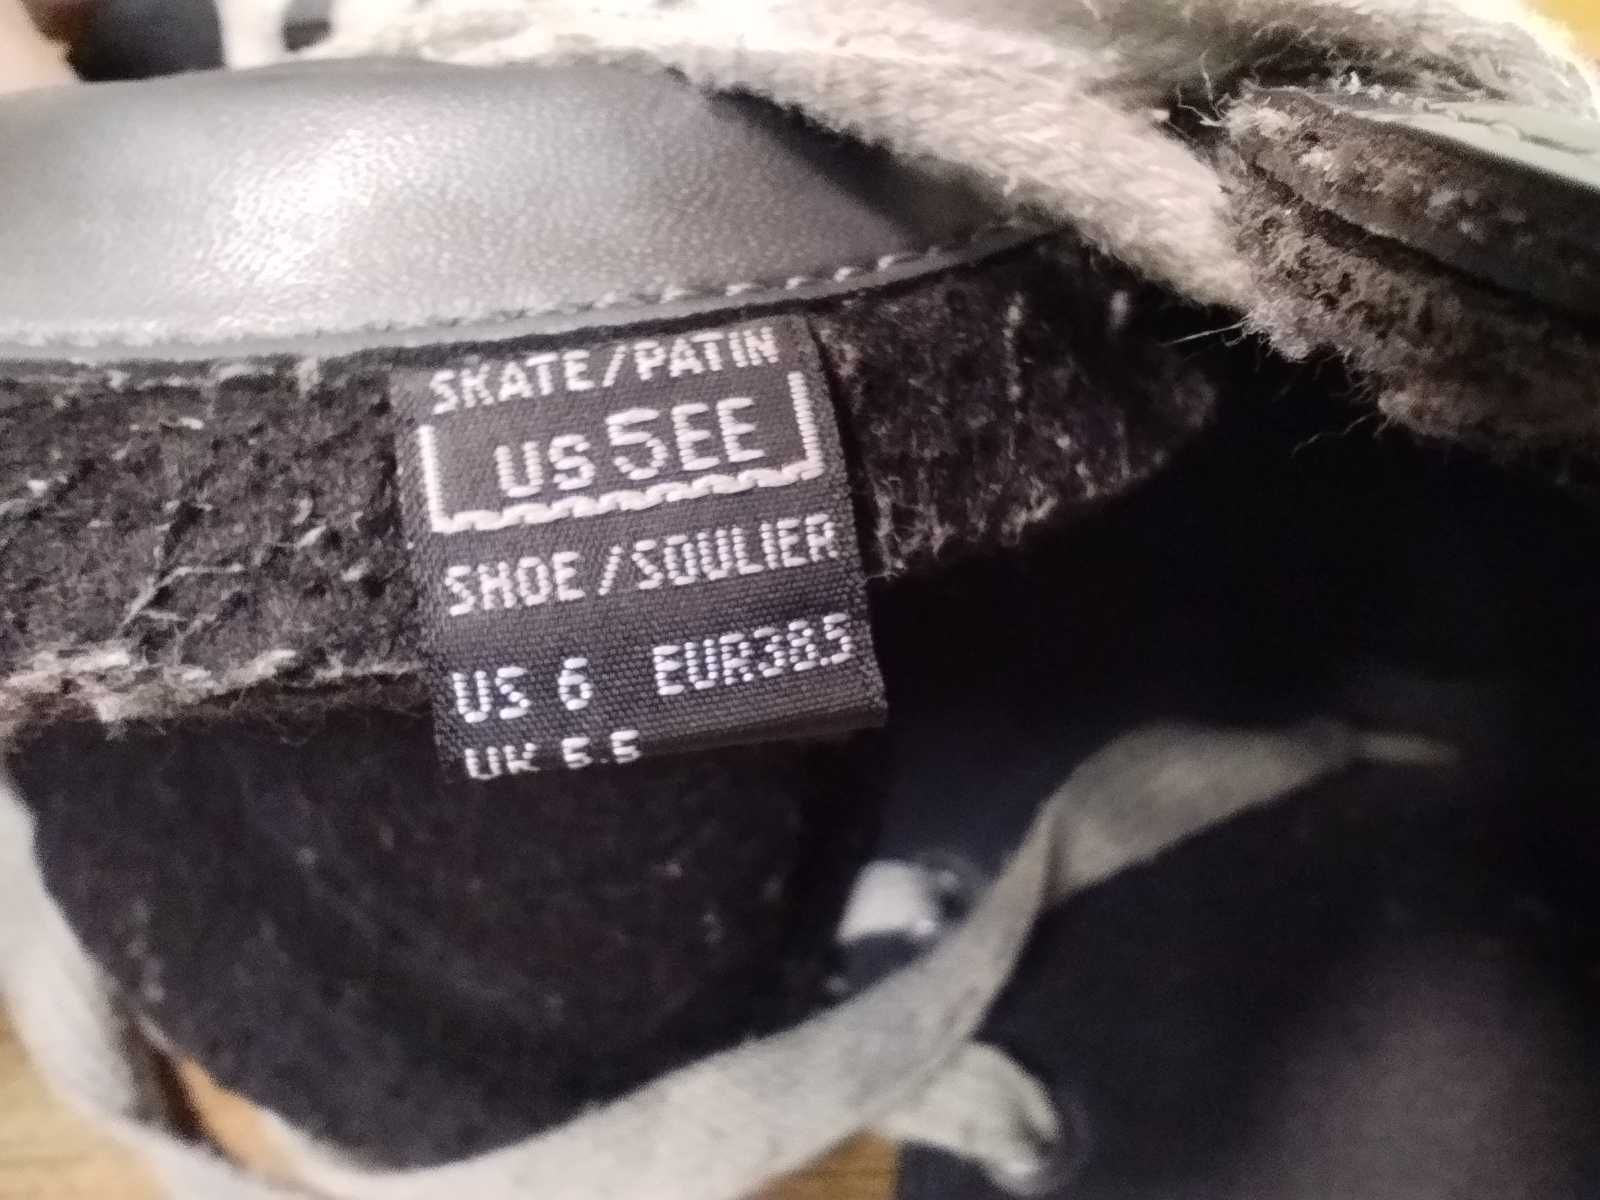 SKATE/PATIN
US 5EE
SHOE/SOULIER
US 6 EUR38.5
UK 5.5